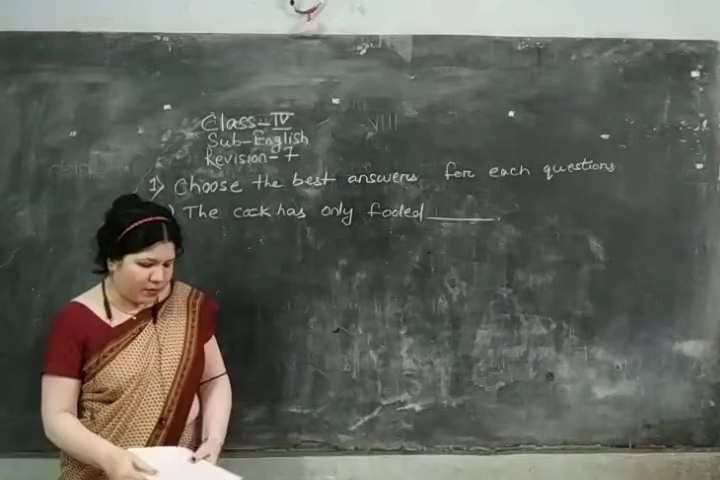 Class-IV
Sub-English
Revision-7
VIII
1) Choose the best answers for each questions
) The cock has only fooled ______.